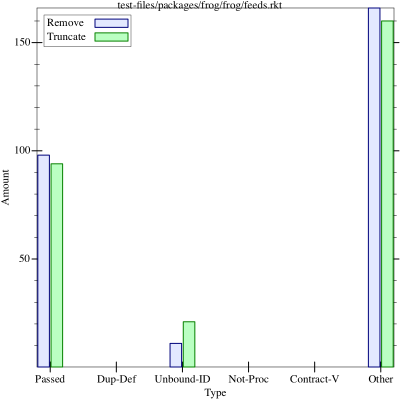 test-files/packages/frog/frog/feeds.rkt
Remove
Truncate
150
100
50
Amount
Passed Dup-Def Unbound-ID Not-Proc Contract-V Other
Type